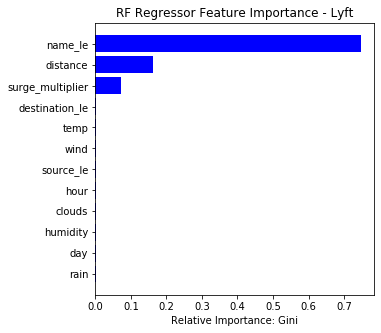 RF Regressor Feature Importance - Lyft
name_le
distance
surge_multiplier
destination_le
temp
wind
source_le
hour
clouds
humidity
day
rain
0.0 0.1 0.2 0.3 0.4 0.5 0.6 0.7
Relative Importance: Gini